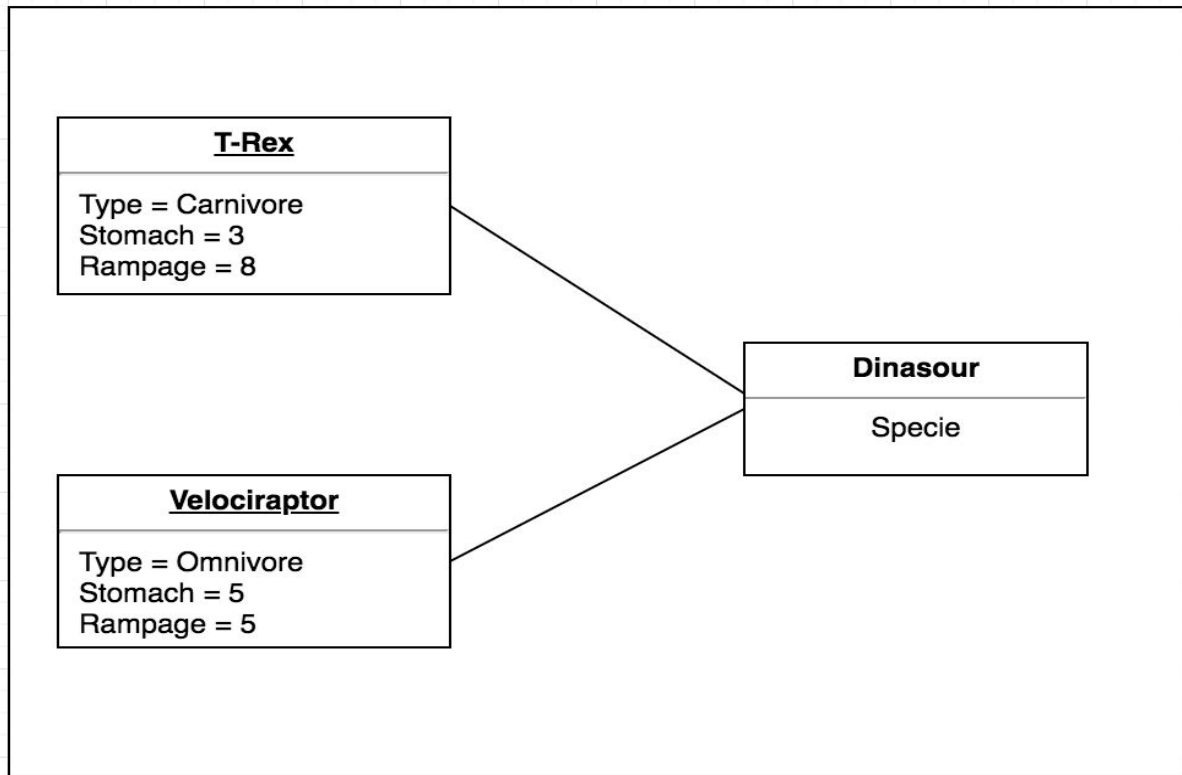 T-Rex
Type = Carnivore
Stomach = 3
Rampage = 8
Dinasour
Specie
Velociraptor
Type = Omnivore
Stomach = 5
Rampage = 5